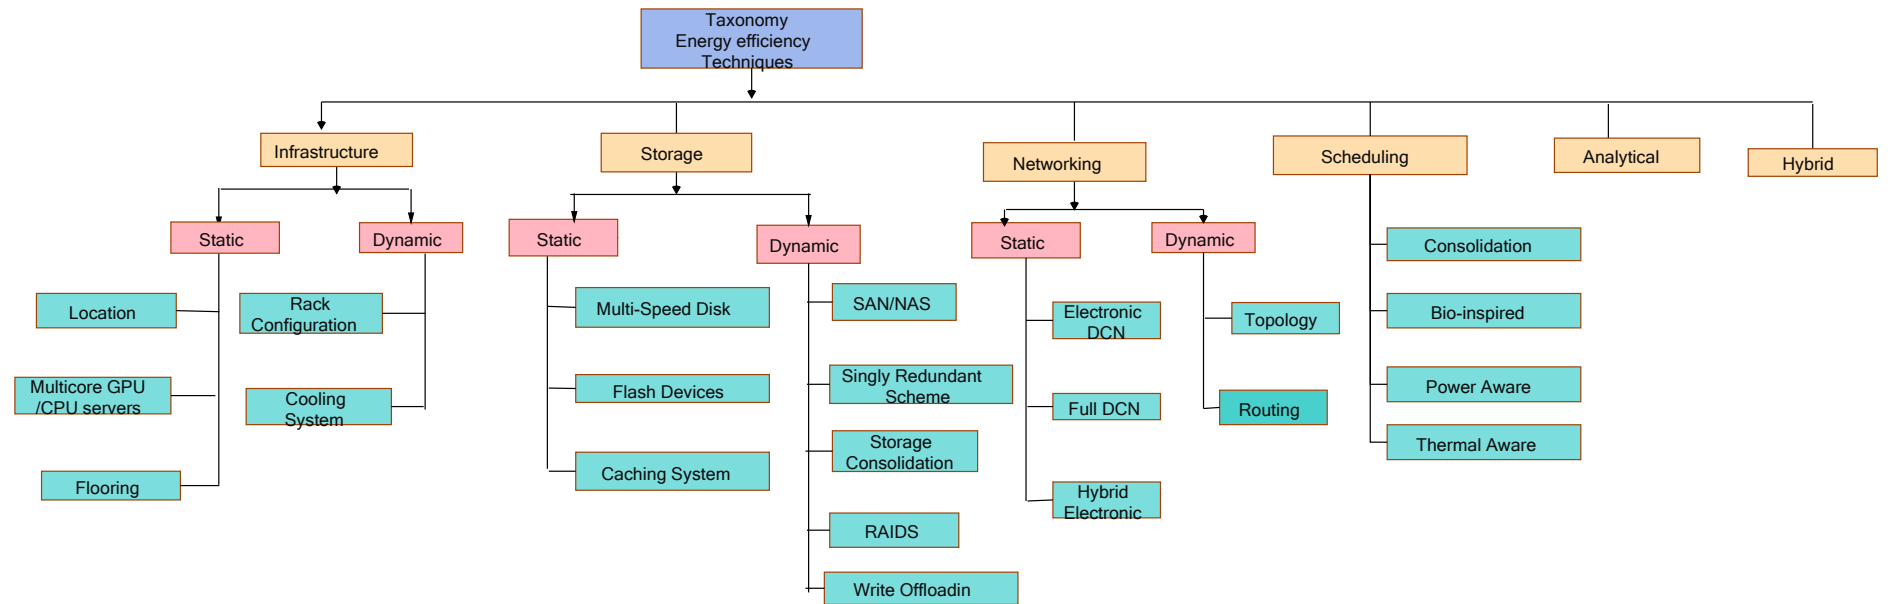 Taxonomy
Energy efficiency
Techniques
Infrastructure
Storage
Networking
Scheduling
Analytical
Hybrid
Static
Dynamic
Static
Dynamic
Static
Dynamic
Location
Multicore GPU
/CPU servers
Flooring
Rack
Configuration
Cooling
System
Multi-Speed Disk
Flash Devices
Caching System
SAN/NAS
Singly Redundant
Scheme
Storage
Consolidation
RAIDS
Write Offloadin
Electronic
DCN
Full DCN
Hybrid
Electronic
Topology
Routing
Consolidation
Bio-inspired
Power Aware
Thermal Aware